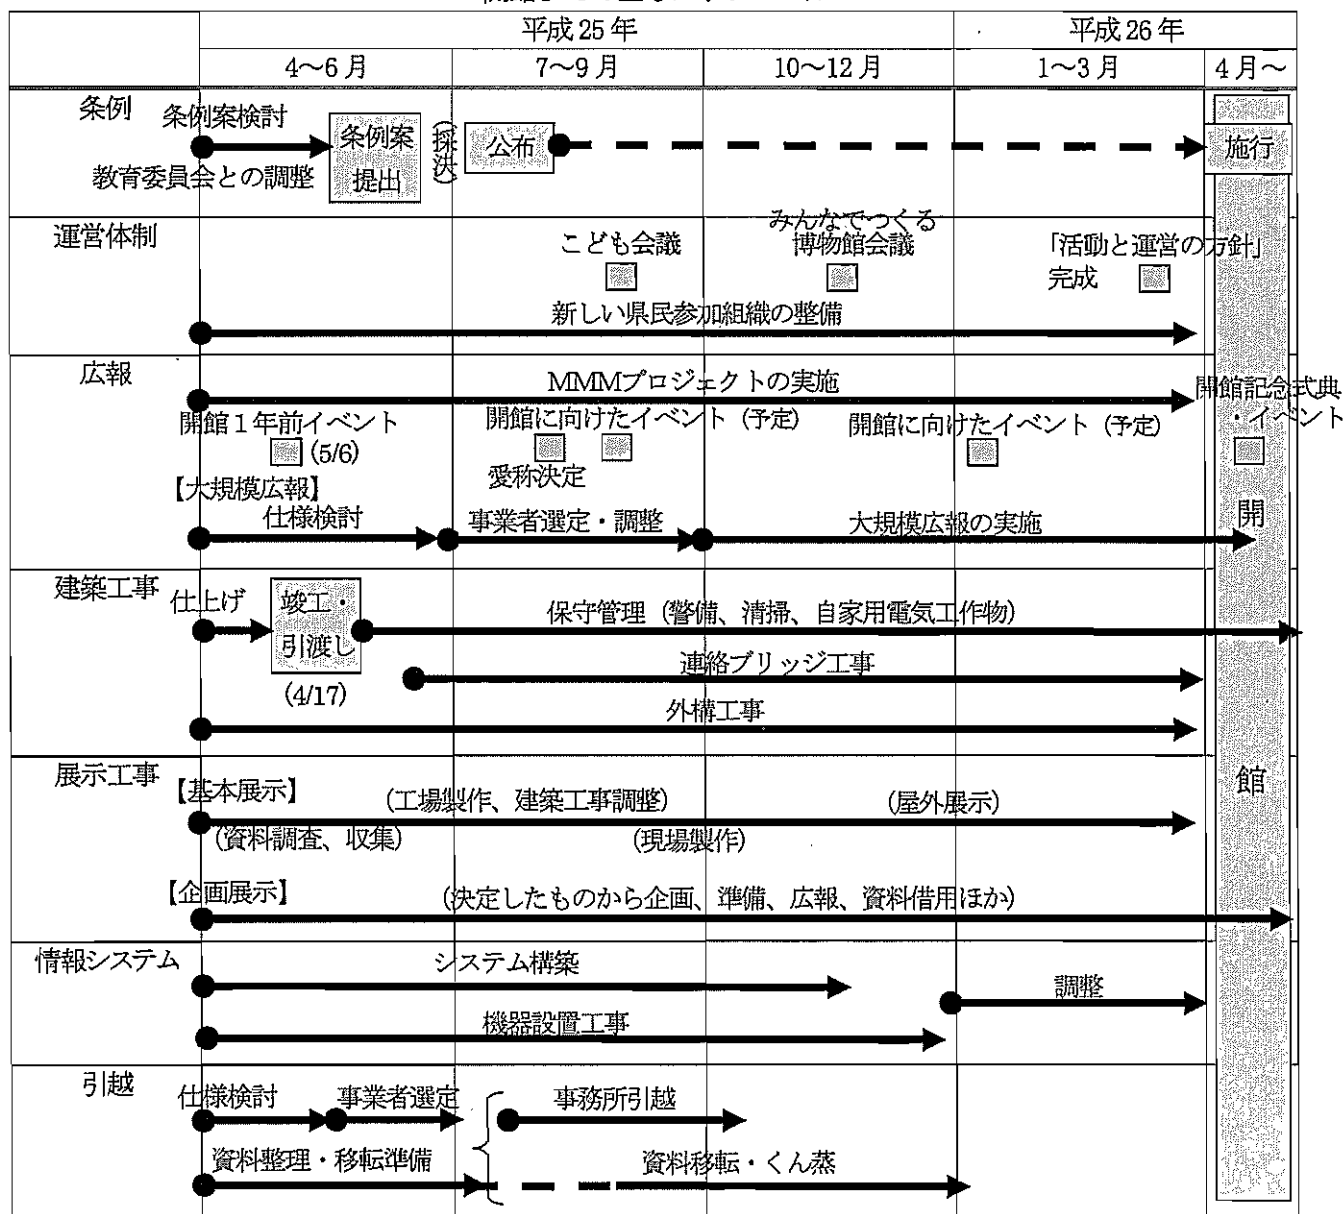 平成25年
平成26年
4～6月
7～9月
10～12月
1～3月
4月～
条例
条例案検討
教育委員会との調整
条例案
提出
（採決）
公布
施行
運営体制
こども会議
みんなでつくる
博物館会議
「活動と運営の方針」
完成
新しい県民参加組織の整備
広報
MMMプロジェクトの実施
開館記念式典
・イベント
開館1年前イベント
(5/6)
開館に向けたイベント（予定）
愛称決定
開館に向けたイベント（予定）
【大規模広報】
仕様検討
事業者選定・調整
大規模広報の実施
開
館
建築工事
仕上げ
竣工・
引渡し
(4/17)
保守管理（警備、清掃、自家用電気工作物）
連絡ブリッジ工事
外構工事
展示工事
【基本展示】
（工場製作、建築工事調整）
（屋外展示）
（資料調査、収集）
（現場製作）
【企画展示】
（決定したものから企画、準備、広報、資料借用ほか）
情報システム
システム構築
調整
機器設置工事
引越
仕様検討
事業者選定
事務所引越
資料整理・移転準備
資料移転・くん蒸